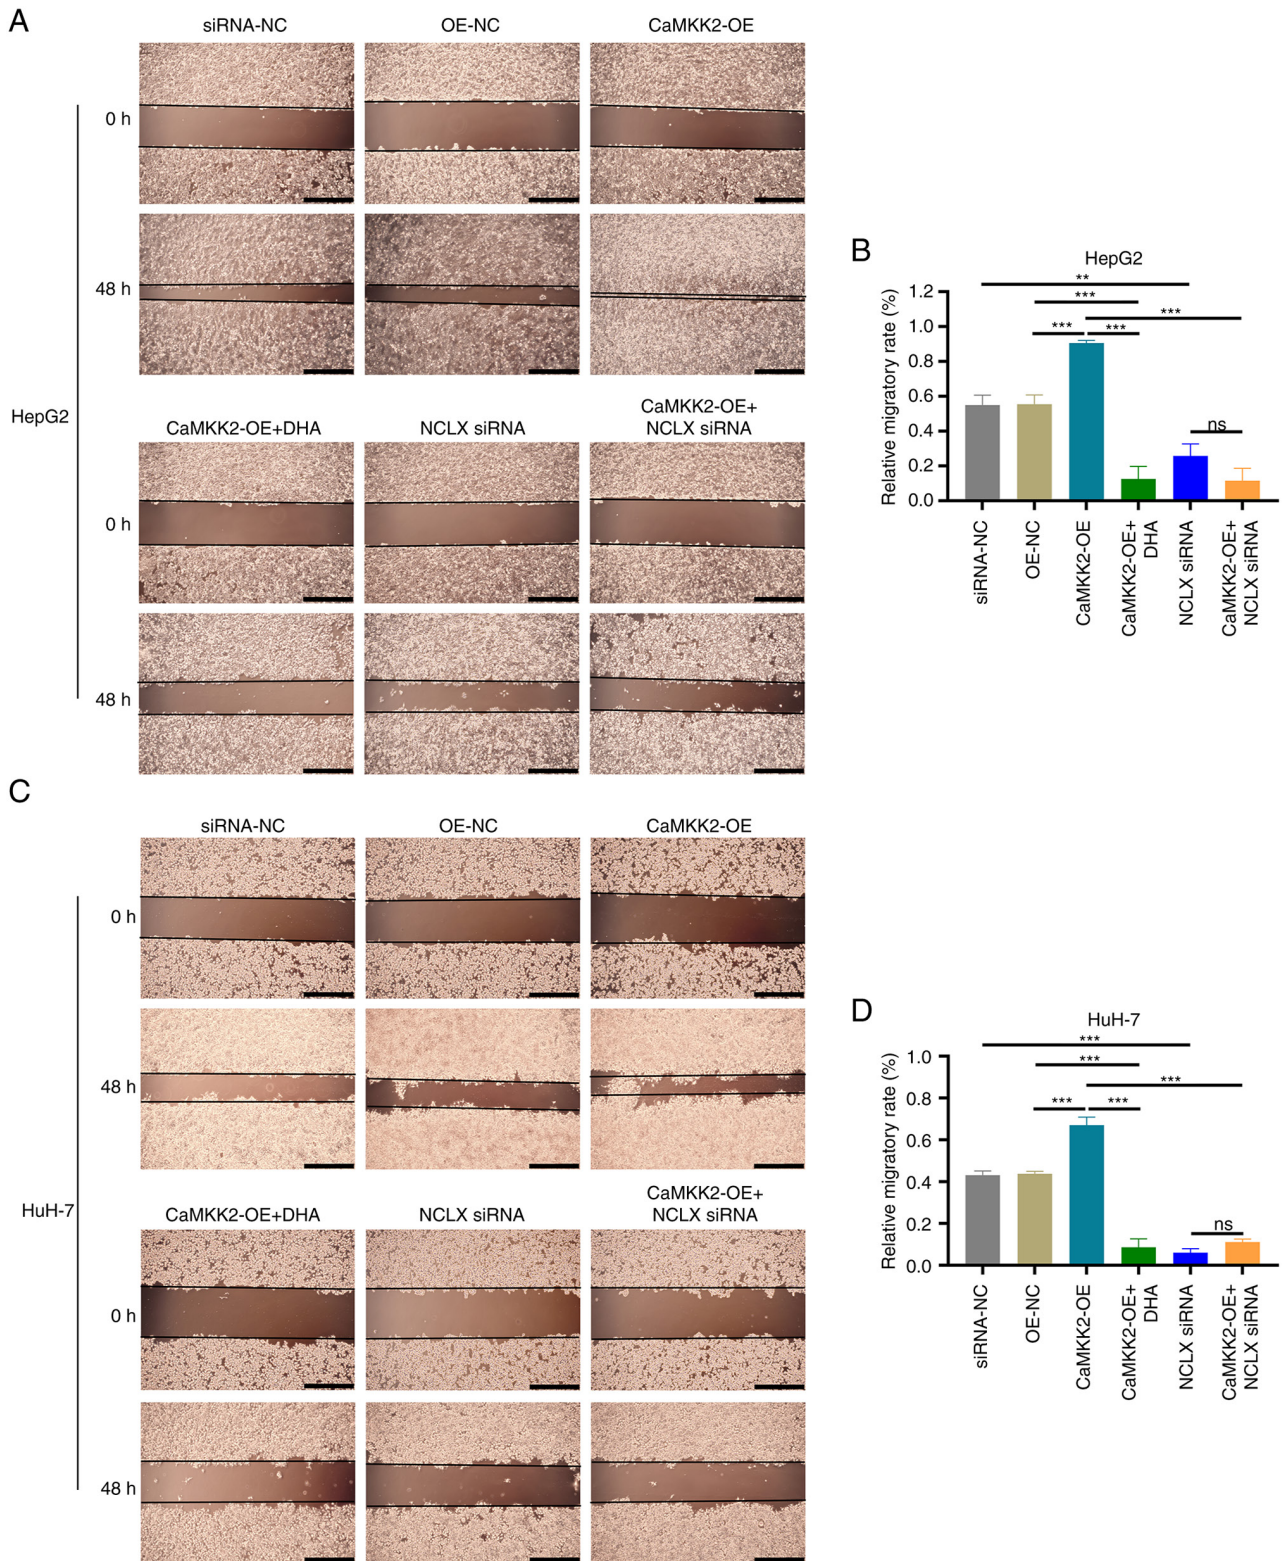 A
siRNA-NC
OE-NC
CaMKK2-OE
0 h
48 h
HepG2
CaMKK2-OE+DHA
NCLX siRNA
CaMKK2-OE+
NCLX siRNA
0 h
48 h
B
HepG2
Relative migratory rate (%)
1.2
1.0
0.8
0.6
0.4
0.2
0.0
**
***
***
***
***
ns
siRNA-NC
OE-NC
CaMKK2-OE
CaMKK2-OE+
DHA
NCLX siRNA
CaMKK2-OE+
NCLX siRNA
C
siRNA-NC
OE-NC
CaMKK2-OE
0 h
48 h
HuH-7
CaMKK2-OE+DHA
NCLX siRNA
CaMKK2-OE+
NCLX siRNA
0 h
48 h
D
HuH-7
Relative migratory rate (%)
1.0
0.8
0.6
0.4
0.2
0.0
***
***
***
***
***
ns
siRNA-NC
OE-NC
CaMKK2-OE
CaMKK2-OE+
DHA
NCLX siRNA
CaMKK2-OE+
NCLX siRNA